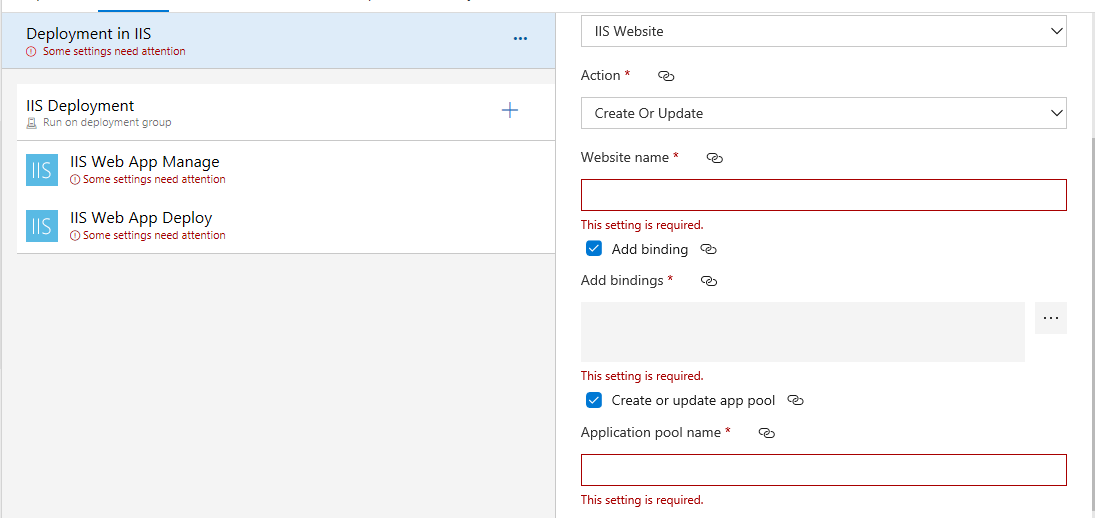 Deployment in IIS
Some settings need attention
...
IIS Deployment
Run on deployment group
IIS IIS Web App Manage
Some settings need attention
IIS IIS Web App Deploy
Some settings need attention
IIS Website
Action *
Create Or Update
Website name *
This setting is required.
Add binding
Add bindings *
...
This setting is required.
Create or update app pool
Application pool name *
This setting is required.